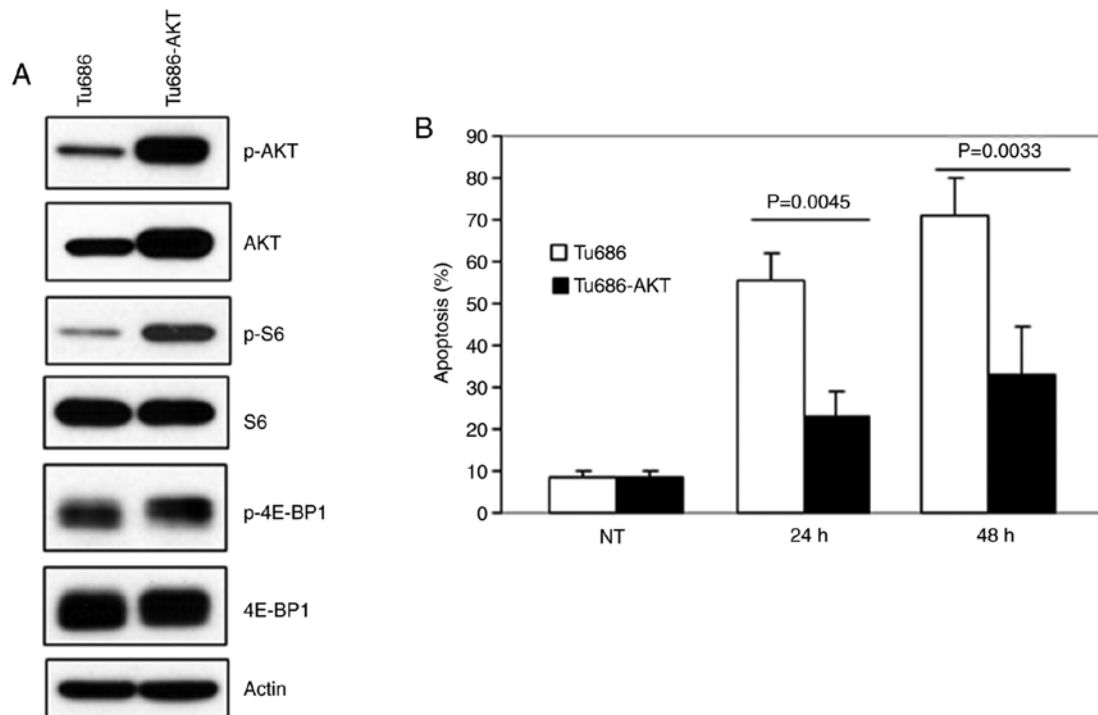 A
Tu686
Tu686-AKT
p-AKT
AKT
p-S6
S6
p-4E-BP1
4E-BP1
Actin
B
Apoptosis (%)
90
80
70
60
50
40
30
20
10
0
P=0.0045
P=0.0033
Tu686
Tu686-AKT
NT
24 h
48 h